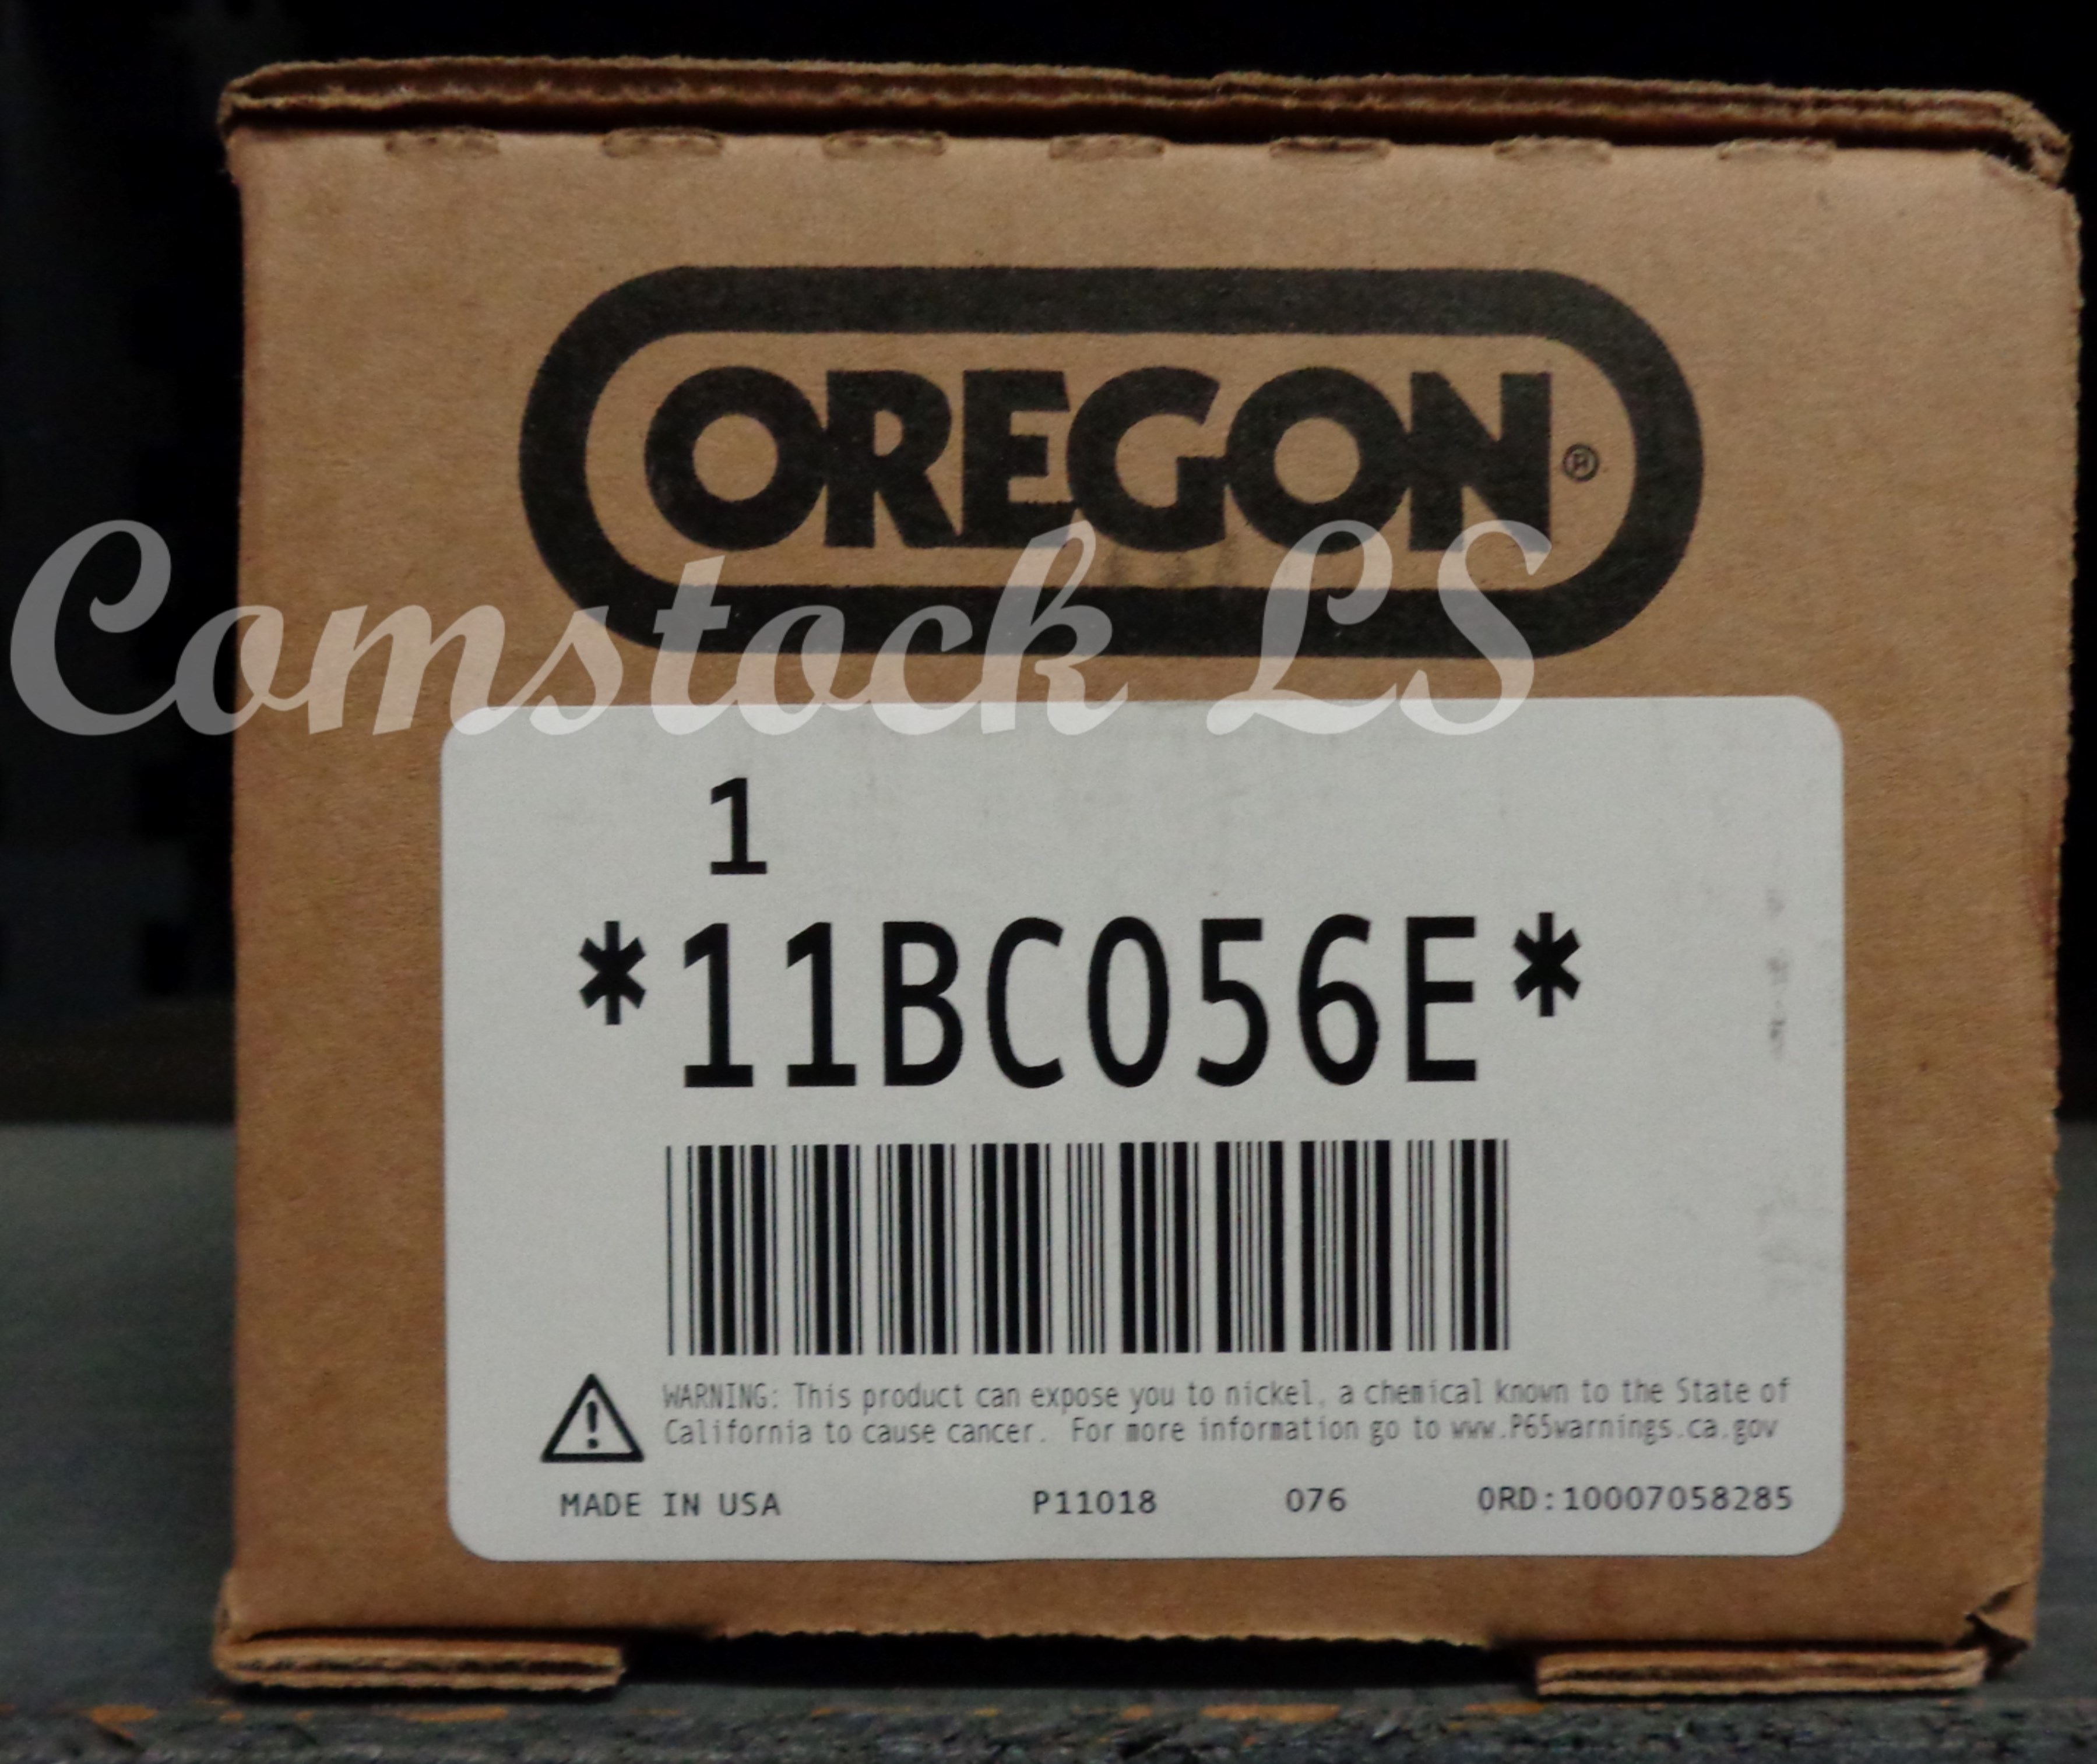 OREGON®
Comstock LS
1
*11BC056E*
WARNING: This product can expose you to nickel, a chemical known to the State of
California to cause cancer. For more information go to www.P65warnings.ca.gov
MADE IN USA P11018 076 ORD:10007058285